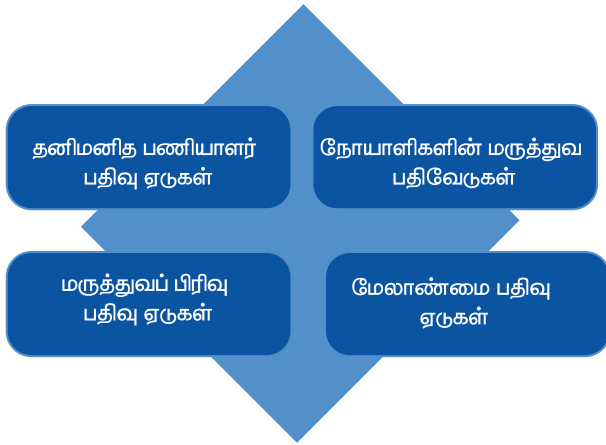 தனிமனித பணியாளர்
பதிவு ஏடுகள்
நோயாளிகளின் மருத்துவ
பதிவேடுகள்
மருத்துவப் பிரிவு
பதிவு ஏடுகள்
மேலாண்மை பதிவு
ஏடுகள்